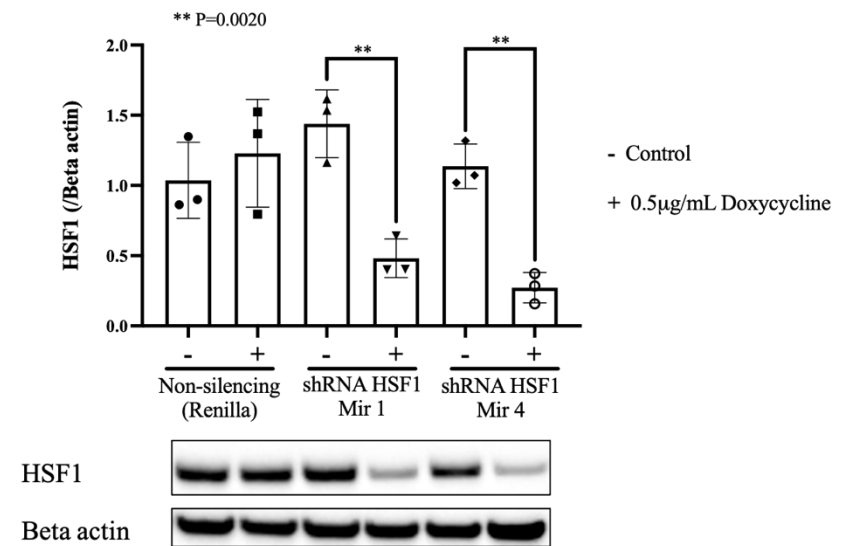 ** P=0.0020
2.0
1.5
1.0
0.5
0.0
HSF1 (/Beta actin)
**
**
- Control
+ 0.5µg/mL Doxycycline
- + - + - +
Non-silencing (Renilla)
shRNA HSF1 Mir 1
shRNA HSF1 Mir 4
HSF1
Beta actin